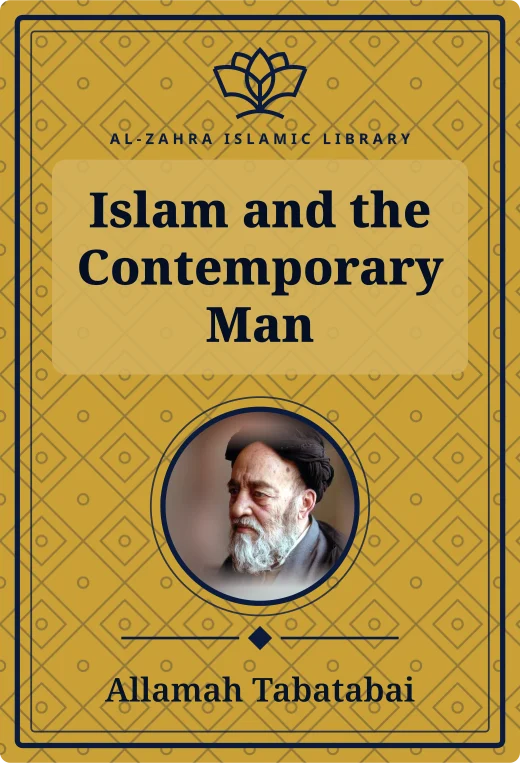 AL-ZAHRA ISLAMIC LIBRARY
Islam and the
Contemporary
Man
Allamah Tabatabai